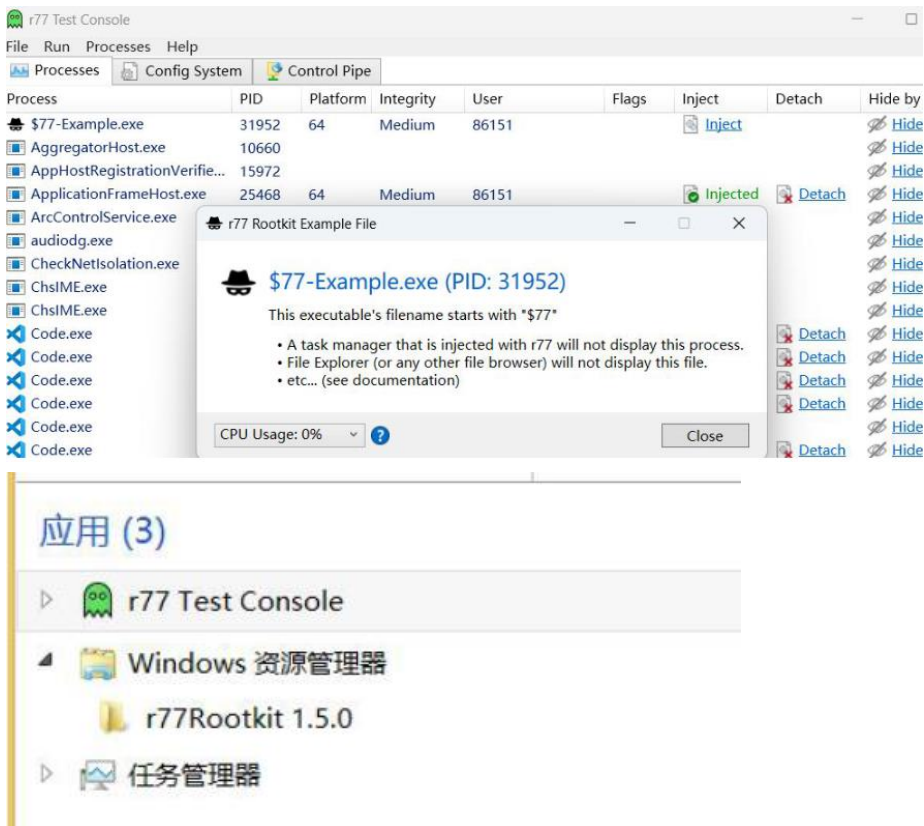 r77 Test Console
File Run Processes Help
Processes Config System Control Pipe
Process PID Platform Integrity User Flags Inject Detach Hide by
$77-Example.exe 31952 64 Medium 86151 Inject Hide
AggregatorHost.exe 10660 Hide
AppHostRegistrationVerifie... 15972 Hide
ApplicationFrameHost.exe 25468 64 Medium 86151 Injected Detach Hide
ArcControlService.exe Hide
r77 Rootkit Example File
audiodg.exe Hide
CheckNetIsolation.exe Hide
ChsIME.exe Hide
ChsIME.exe Hide
Code.exe Detach Hide
Code.exe Detach Hide
Code.exe Detach Hide
Code.exe Detach Hide
Code.exe Hide
Code.exe Detach Hide
$77-Example.exe (PID: 31952)
This executable's filename starts with "$77"
• A task manager that is injected with r77 will not display this process.
• File Explorer (or any other file browser) will not display this file.
• etc... (see documentation)
CPU Usage: 0% ? Close
应用 (3)
r77 Test Console
Windows 资源管理器
r77Rootkit 1.5.0
任务管理器